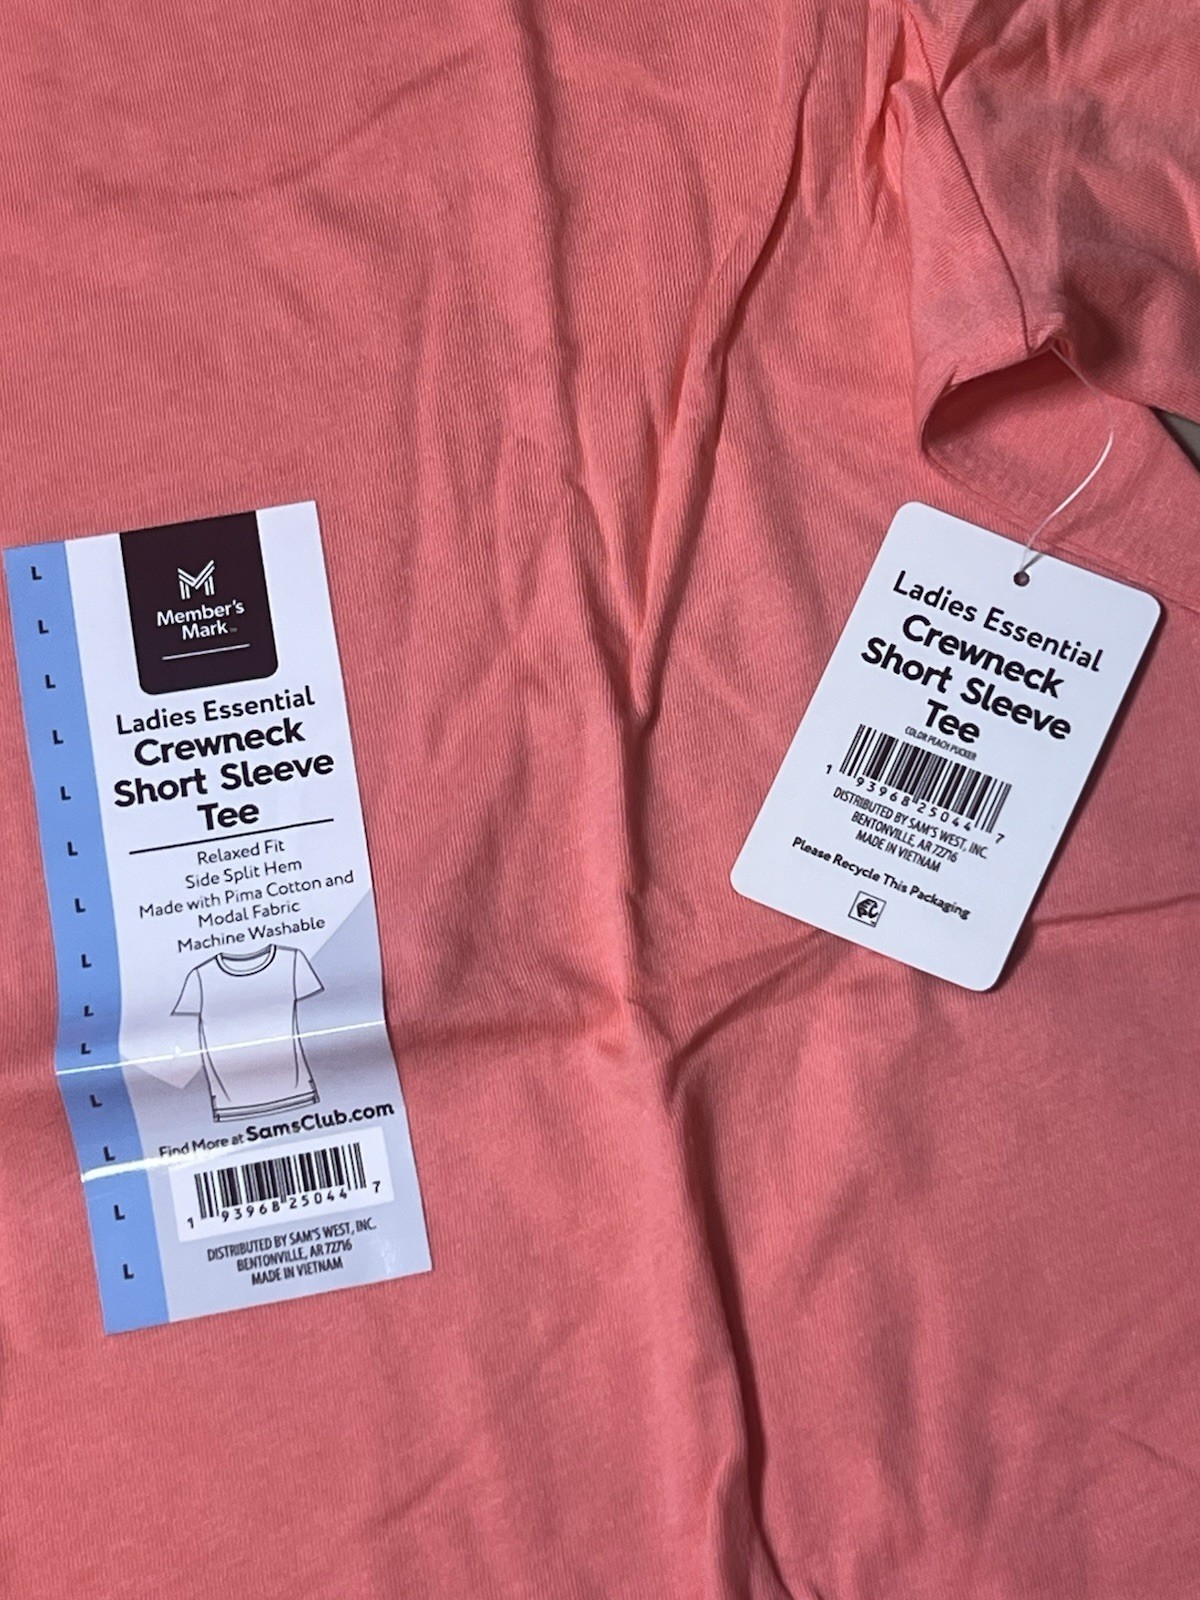 L
L
L
L
L
L
L
L
L
L
L
L
L
L
Member's
Mark™
Ladies Essential
Crewneck
Short Sleeve
Tee
Relaxed Fit
Side Split Hem
Made with Pima Cotton and
Modal Fabric
Machine Washable
Find More at SamsClub.com
1 93968 25044 7
DISTRIBUTED BY SAM'S WEST, INC.
BENTONVILLE, AR 72716
MADE IN VIETNAM
Ladies Essential
Crewneck
Short Sleeve
Tee
COLOR PEACH PUCKER
1 93968 25044 7
DISTRIBUTED BY SAM'S WEST, INC.
BENTONVILLE, AR 72716
MADE IN VIETNAM
Please Recycle This Packaging